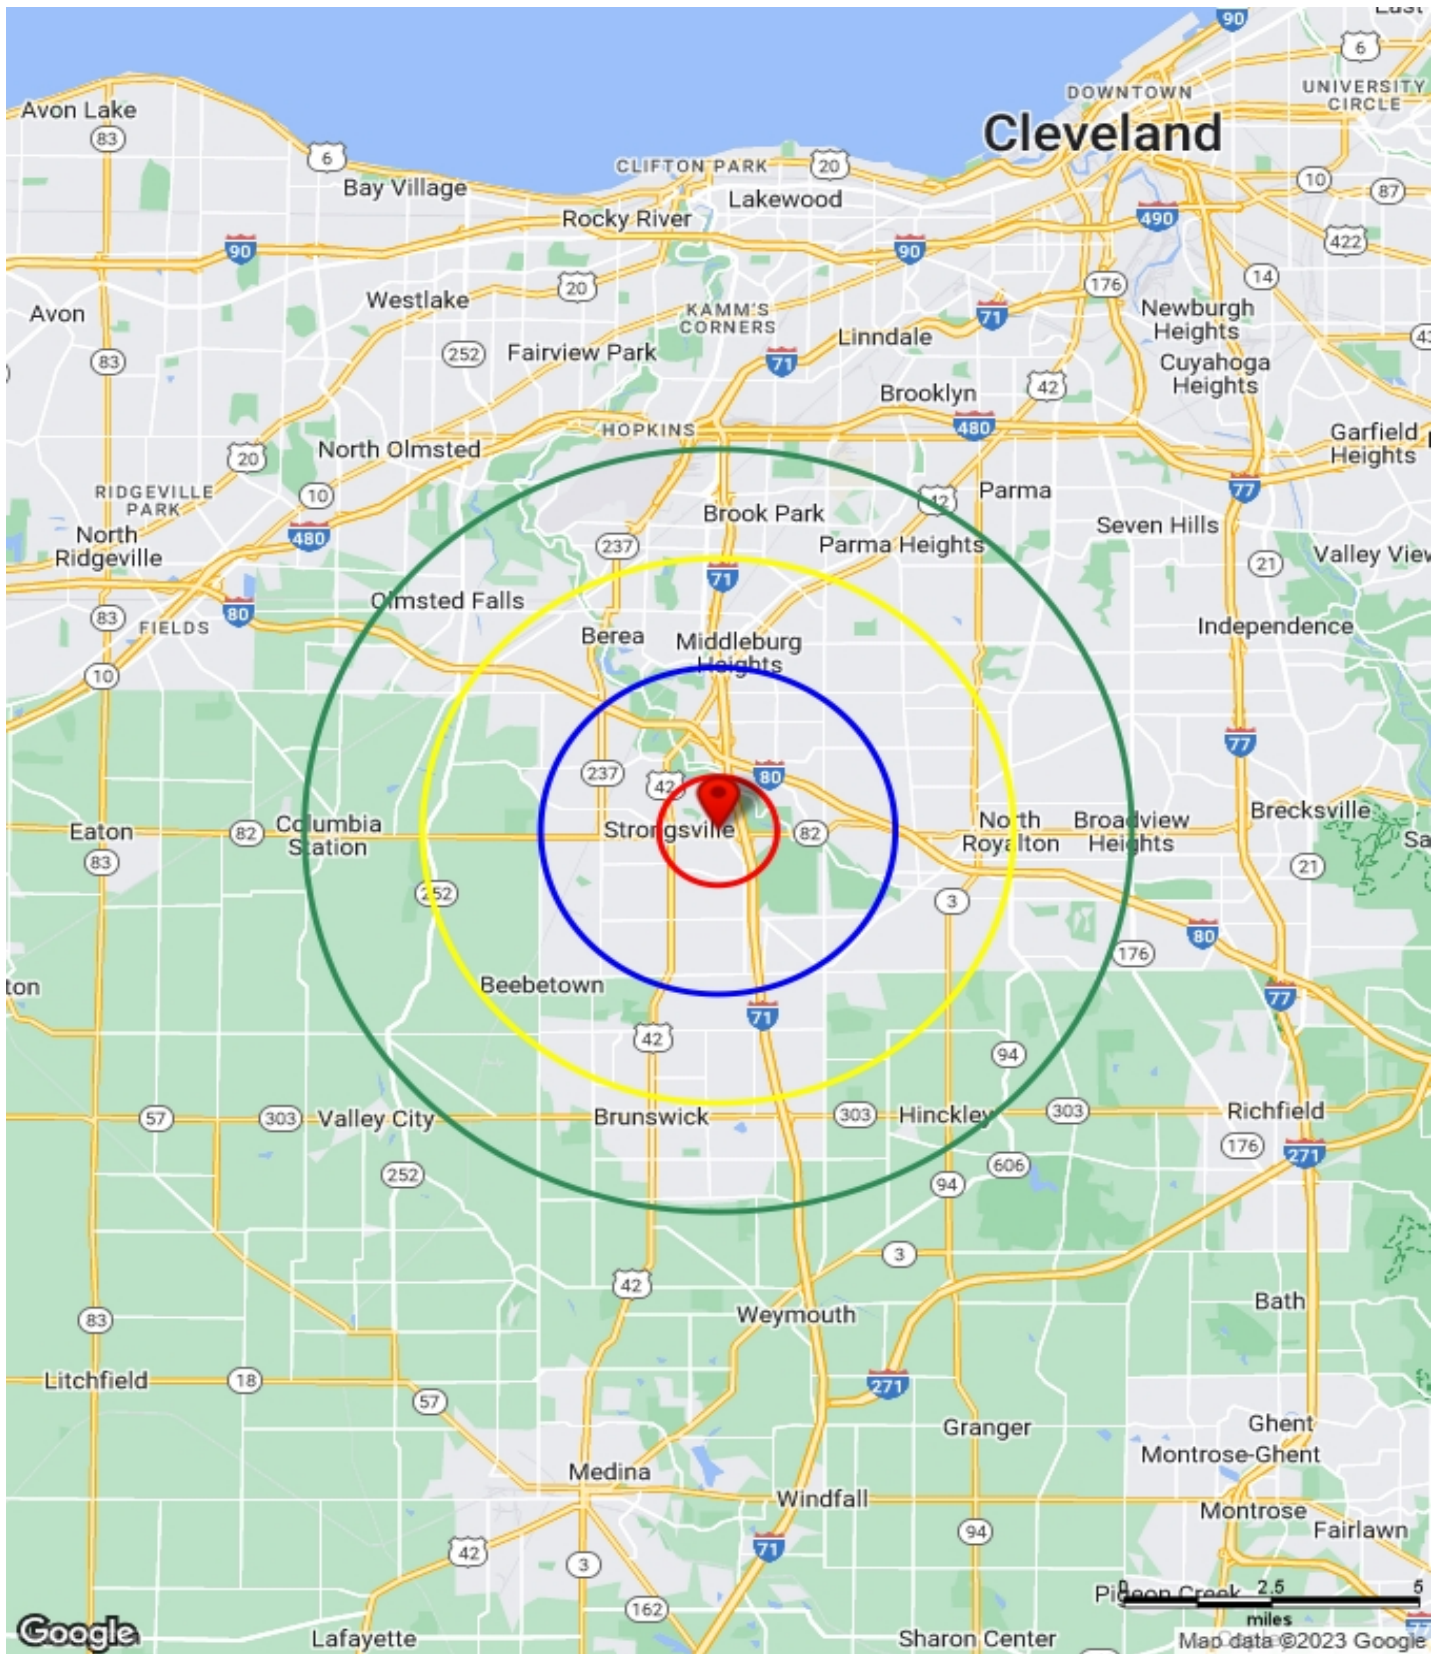 90
East
6
DOWNTOWN
UNIVERSITY
CIRCLE
Cleveland
Avon Lake
83
6
CLIFTON PARK
20
Bay Village
Lakewood
10
87
Rocky River
490
90
90
422
Westlake
20
176
14
Avon
KAMM'S
CORNERS
71
Newburgh
Heights
Linndale
83
252
Fairview Park
71
Cuyahoga
Heights
42
Brooklyn
HOPKINS
480
Garfield
Heights
North Olmsted
20
77
RIDGEVILLE
PARK
10
Parma
42
Brook Park
North
Ridgeville
480
237
Parma Heights
Seven Hills
21
Valley View
71
80
Olmsted Falls
83
FIELDS
Berea
Middleburg
Heights
Independence
10
77
237
42
80
Eaton
82
Columbia
Station
Strongsville
82
North
Royalton
Broadview
Heights
Brecksville
83
21
252
3
80
176
Beebetown
77
71
42
94
57
303
Valley City
Brunswick
303
Hinckley
303
Richfield
176
271
252
606
94
3
42
83
Weymouth
Bath
Litchfield
18
57
271
Granger
Ghent
Montrose-Ghent
Medina
Windfall
Montrose
94
Fairlawn
42
71
3
162
Pigeon Creek
0 2.5 5
miles
77
Google
Lafayette
Sharon Center
Map data ©2023 Google